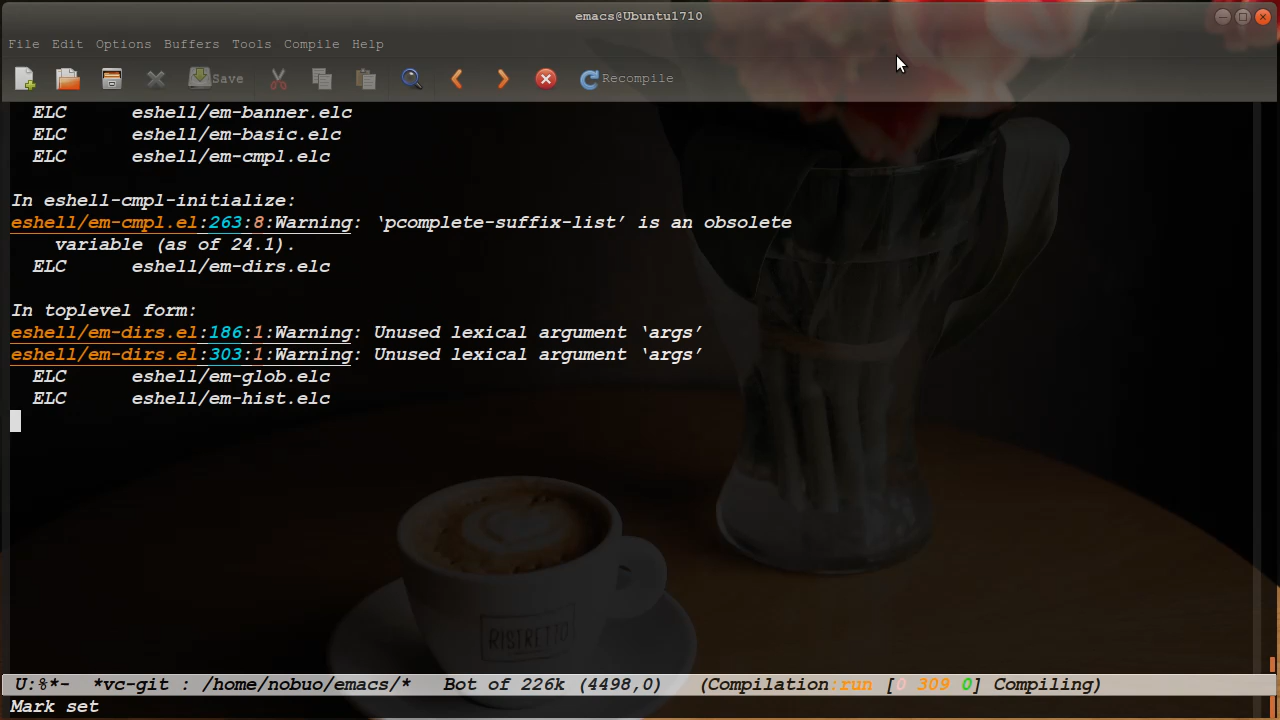 emacs@Ubuntu1710
File Edit Options Buffers Tools Compile Help
Save Recompile
ELC eshell/em-banner.elc
ELC eshell/em-basic.elc
ELC eshell/em-cmpl.elc
In eshell-cmpl-initialize:
eshell/em-cmpl.el:263:8:Warning: ‘pcomplete-suffix-list’ is an obsolete
variable (as of 24.1).
ELC eshell/em-dirs.elc
In toplevel form:
eshell/em-dirs.el:186:1:Warning: Unused lexical argument ‘args’
eshell/em-dirs.el:303:1:Warning: Unused lexical argument ‘args’
ELC eshell/em-glob.elc
ELC eshell/em-hist.elc
RISTRETTO
U:%*- *vc-git : /home/nobuo/emacs/* Bot of 226k (4498,0) (Compilation:run [0 309 0] Compiling)
Mark set